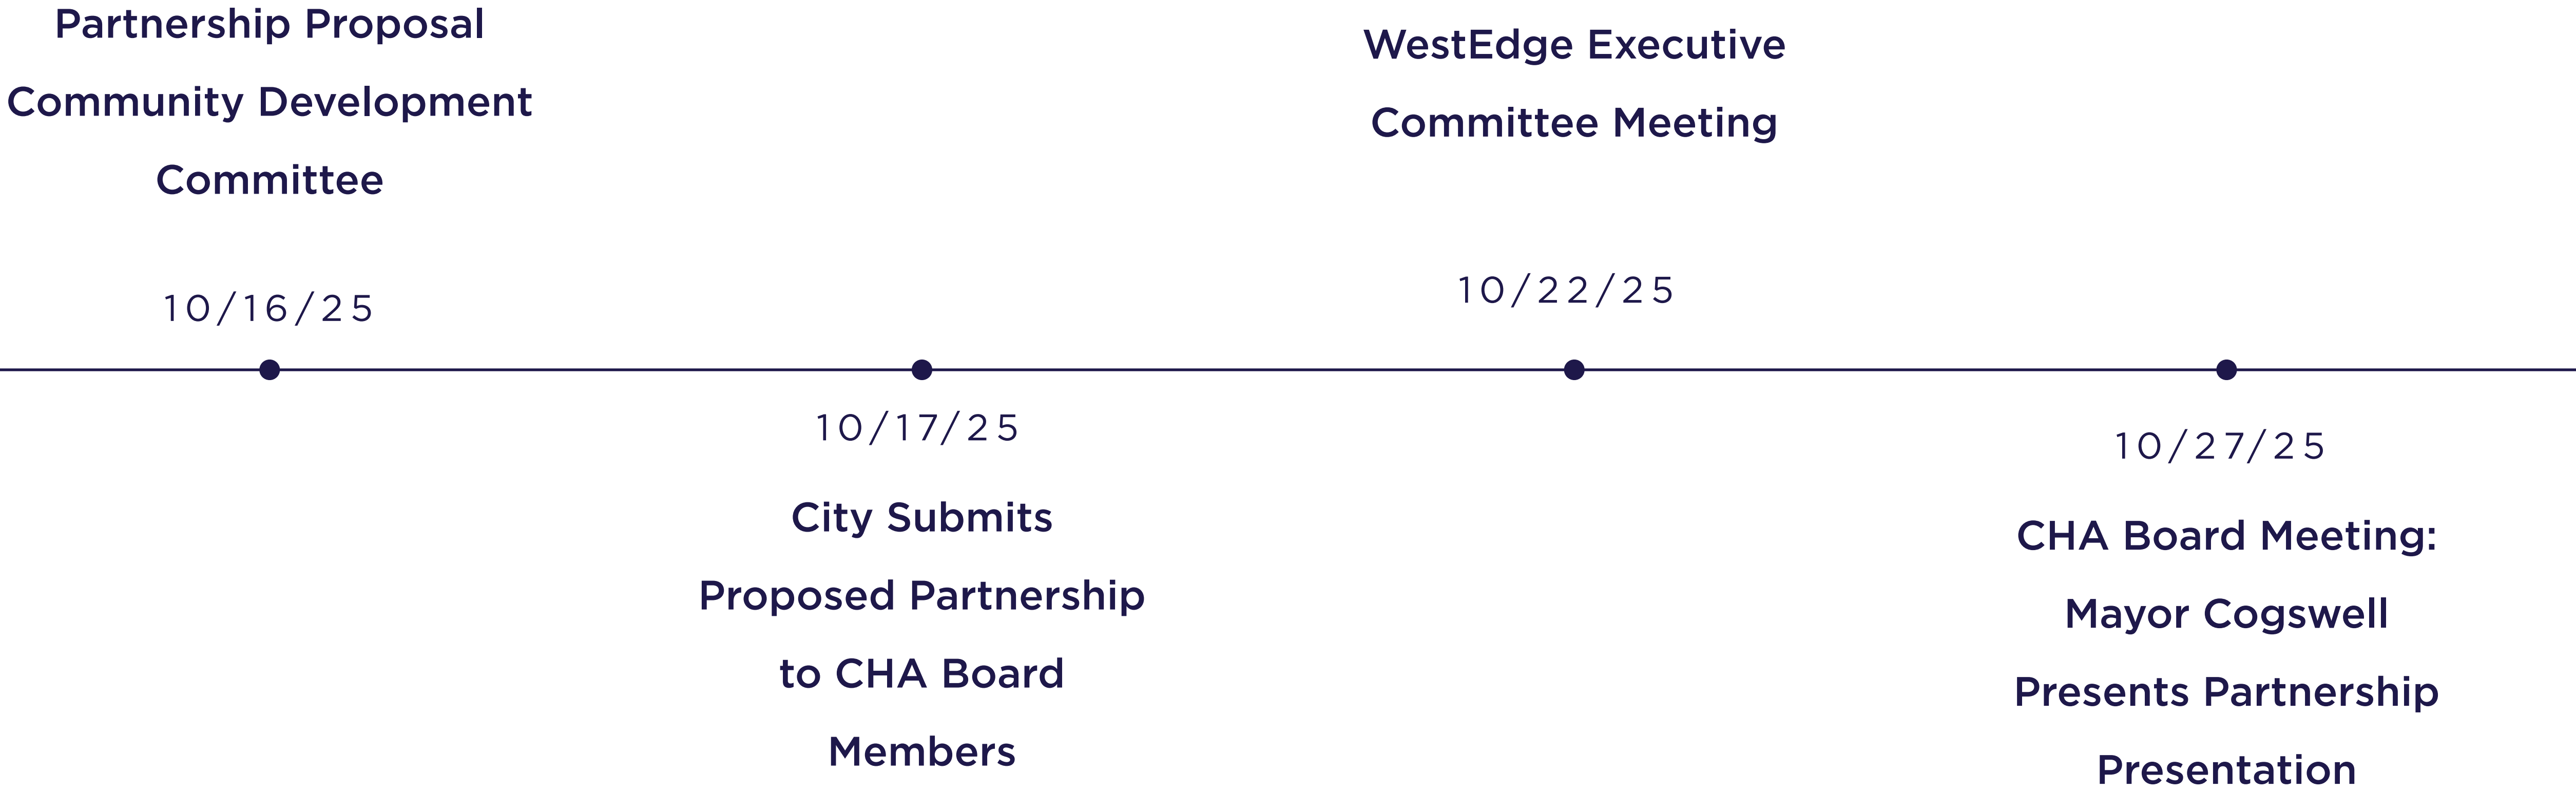 Partnership Proposal
Community Development
Committee
10/16/25
10/17/25
City Submits
Proposed Partnership
to CHA Board
Members
WestEdge Executive
Committee Meeting
10/22/25
10/27/25
CHA Board Meeting:
Mayor Cogswell
Presents Partnership
Presentation